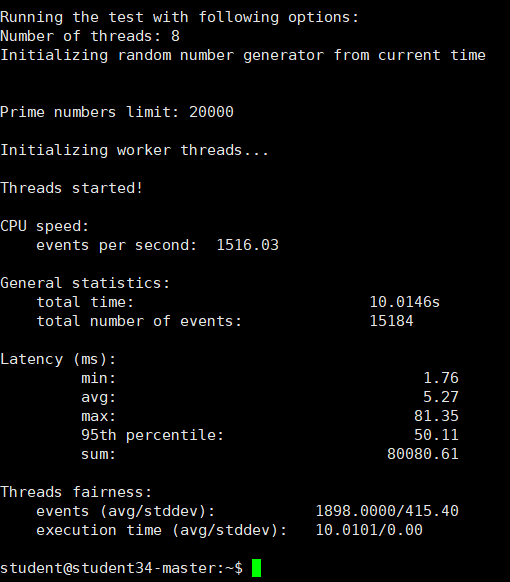 Running the test with following options:
Number of threads: 8
Initializing random number generator from current time
Prime numbers limit: 20000
Initializing worker threads...
Threads started!
CPU speed:
events per second: 1516.03
General statistics:
total time: 10.0146s
total number of events: 15184
Latency (ms):
min: 1.76
avg: 5.27
max: 81.35
95th percentile: 50.11
sum: 80080.61
Threads fairness:
events (avg/stddev): 1898.0000/415.40
execution time (avg/stddev): 10.0101/0.00
student@student34-master:~$